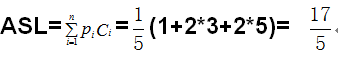 ASL=∑_{i=1}^{n} p_i C_i = 1/5 (1+2*3+2*5)= 17/5